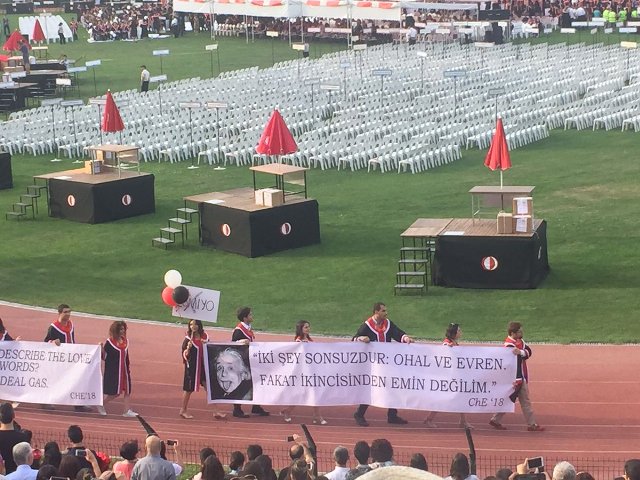 DESCRIBE THE LOVE
WORDS?
DEAL GAS.
CHE'18
"İKİ ŞEY SONSUZDUR: OHAL VE EVREN.
FAKAT İKİNCİSİNDEN EMİN DEĞİLİM."
ChE '18